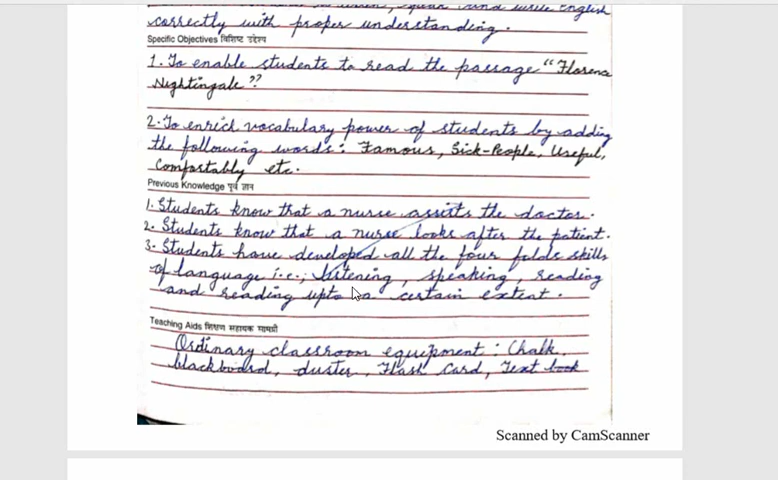 speak and write English
correctly with proper understanding.
Specific Objectives विशिष्ट उद्देश्य
1. To enable students to read the passage "Florence
Nightingale"
2. To enrich vocabulary power of students by adding
the following words: Famous, Sick-People, Useful,
Comfortably etc.
Previous Knowledge पूर्व ज्ञान
1. Students know that a nurse assists the doctor.
2. Students know that a nurse looks after the patient.
3. Students have developed all the four folds skills
of language i.e.; listening, speaking, reading
and reading upto a certain extent.
Teaching Aids शिक्षण सहायक सामग्री
Ordinary classroom equipment: Chalk,
blackboard, duster, Flash Card, Text book
Scanned by CamScanner